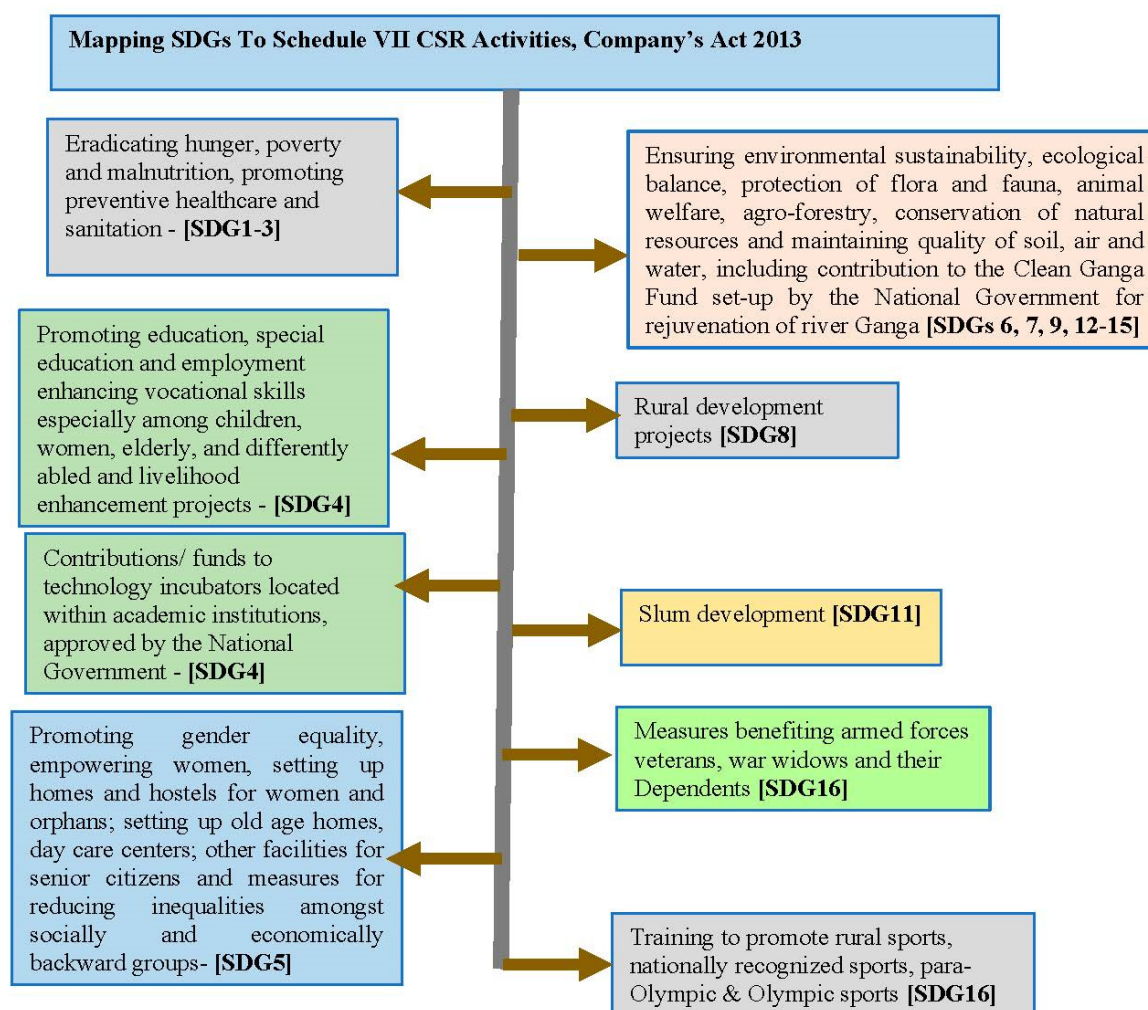 Mapping SDGs To Schedule VII CSR Activities, Company's Act 2013
Eradicating hunger, poverty
and malnutrition, promoting
preventive healthcare and
sanitation - [SDG1-3]
Ensuring environmental sustainability, ecological
balance, protection of flora and fauna, animal
welfare, agro-forestry, conservation of natural
resources and maintaining quality of soil, air and
water, including contribution to the Clean Ganga
Fund set-up by the National Government for
rejuvenation of river Ganga [SDGs 6, 7, 9, 12-15]
Promoting education, special
education and employment
enhancing vocational skills
especially among children,
women, elderly, and differently
abled and livelihood
enhancement projects - [SDG4]
Rural development
projects [SDG8]
Contributions/ funds to
technology incubators located
within academic institutions,
approved by the National
Government - [SDG4]
Slum development [SDG11]
Promoting gender equality,
empowering women, setting up
homes and hostels for women and
orphans; setting up old age homes,
day care centers; other facilities for
senior citizens and measures for
reducing inequalities amongst
socially and economically
backward groups- [SDG5]
Measures benefiting armed forces
veterans, war widows and their
Dependents [SDG16]
Training to promote rural sports,
nationally recognized sports, para-
Olympic & Olympic sports [SDG16]